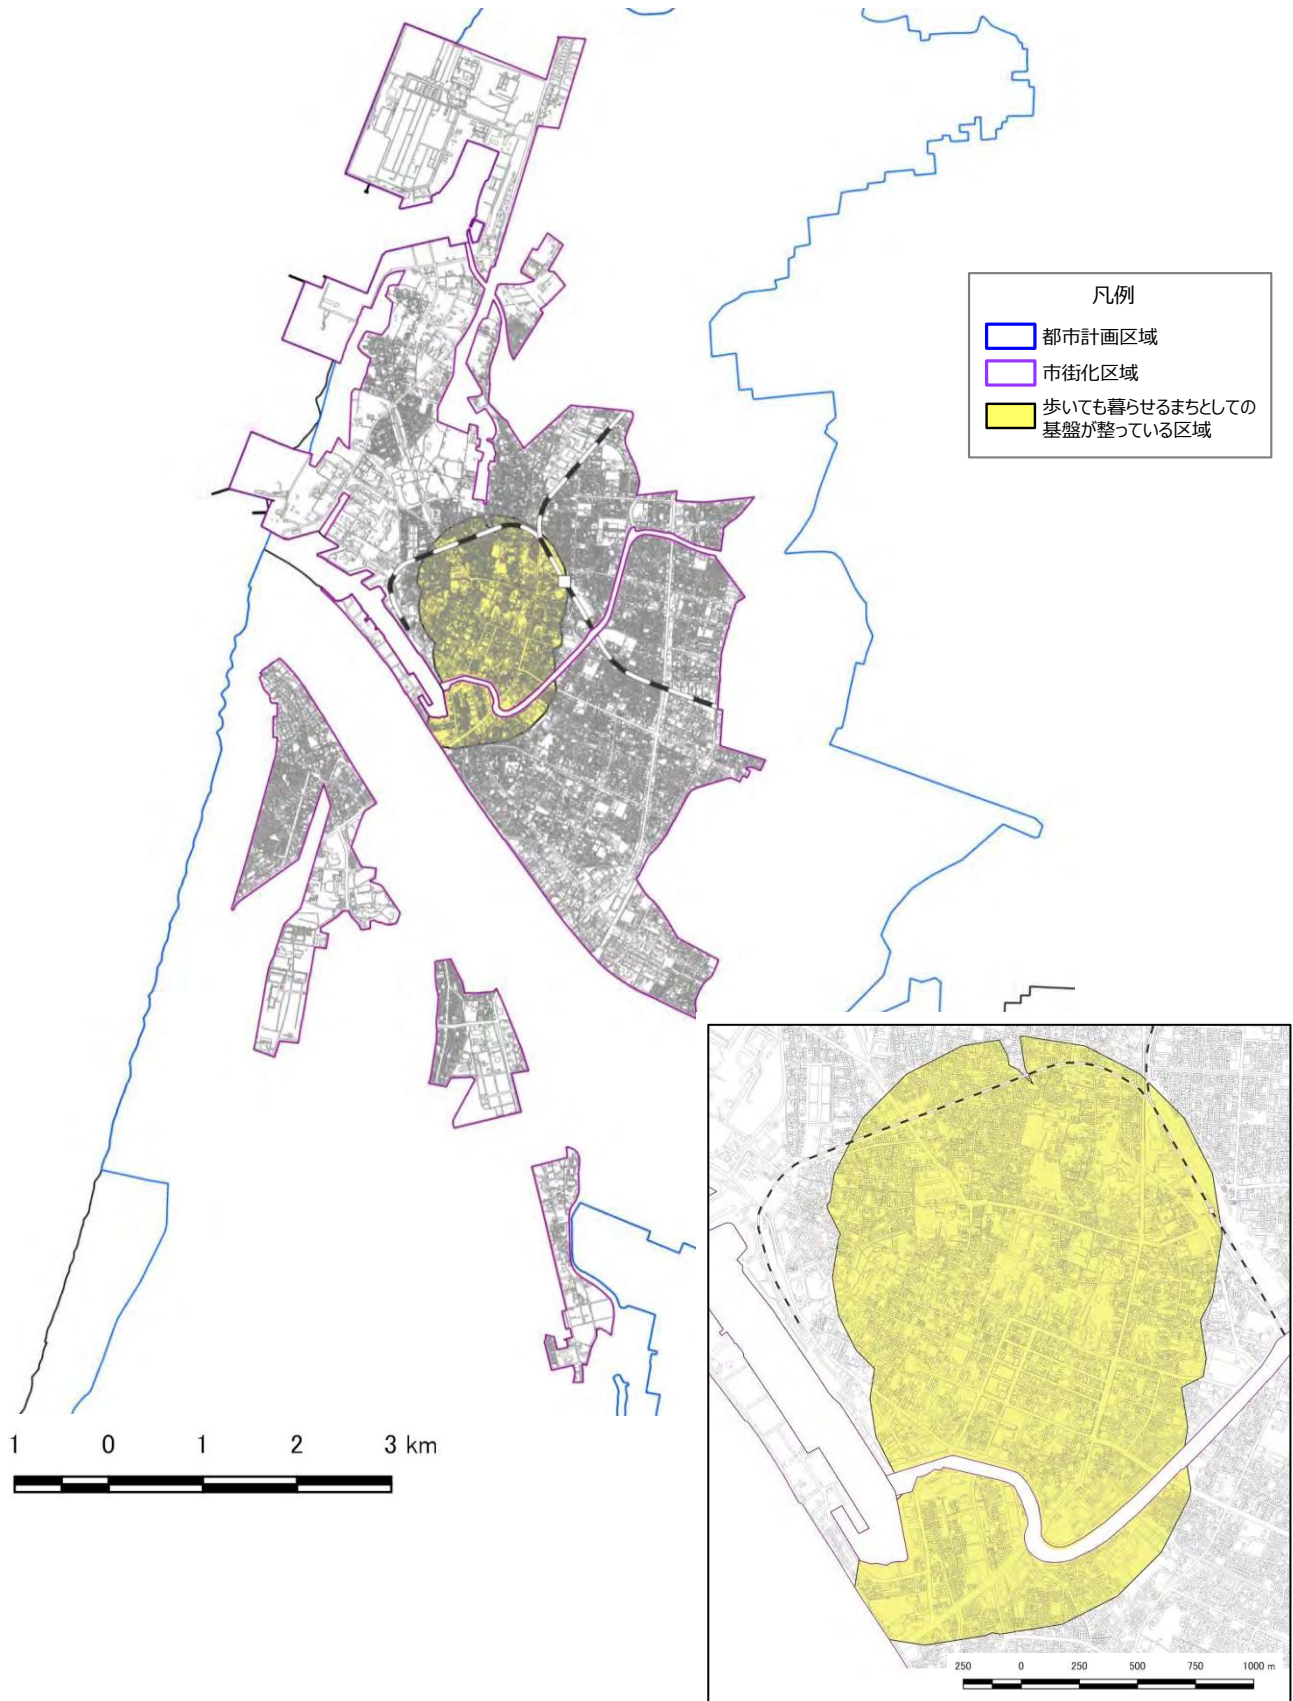 凡例
都市計画区域
市街化区域
歩いても暮らせるまちとしての
基盤が整っている区域
1 0 1 2 3 km
250 0 250 500 750 1000 m